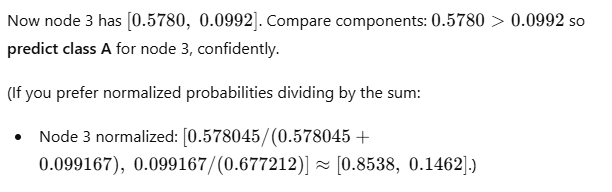 Now node 3 has [0.5780, 0.0992]. Compare components: 0.5780 > 0.0992 so
predict class A for node 3, confidently.
(If you prefer normalized probabilities dividing by the sum:
• Node 3 normalized: [0.578045/(0.578045 +
0.099167), 0.099167/(0.677212)] ≈ [0.8538, 0.1462].)